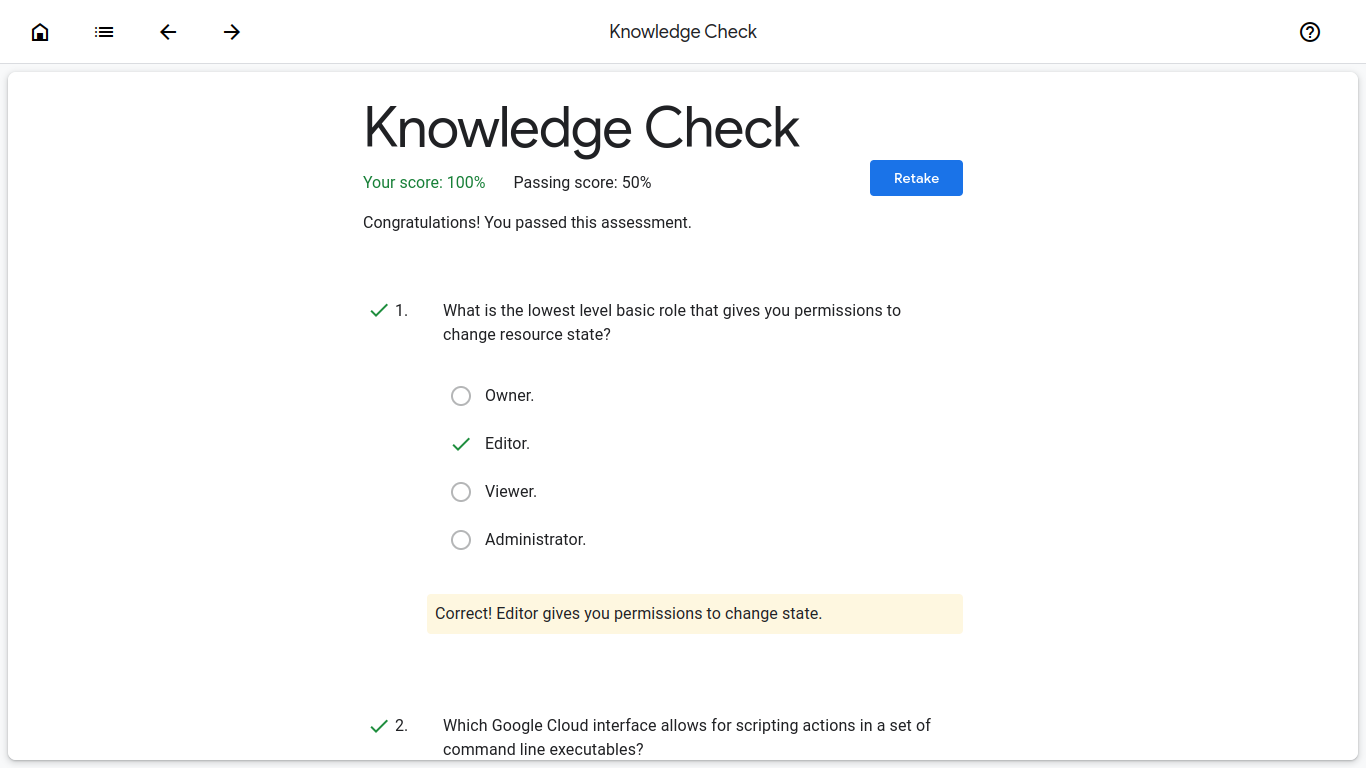 Knowledge Check
Knowledge Check
Your score: 100% Passing score: 50%
Retake
Congratulations! You passed this assessment.
1. What is the lowest level basic role that gives you permissions to
change resource state?
Owner.
Editor.
Viewer.
Administrator.
Correct! Editor gives you permissions to change state.
2. Which Google Cloud interface allows for scripting actions in a set of
command line executables?